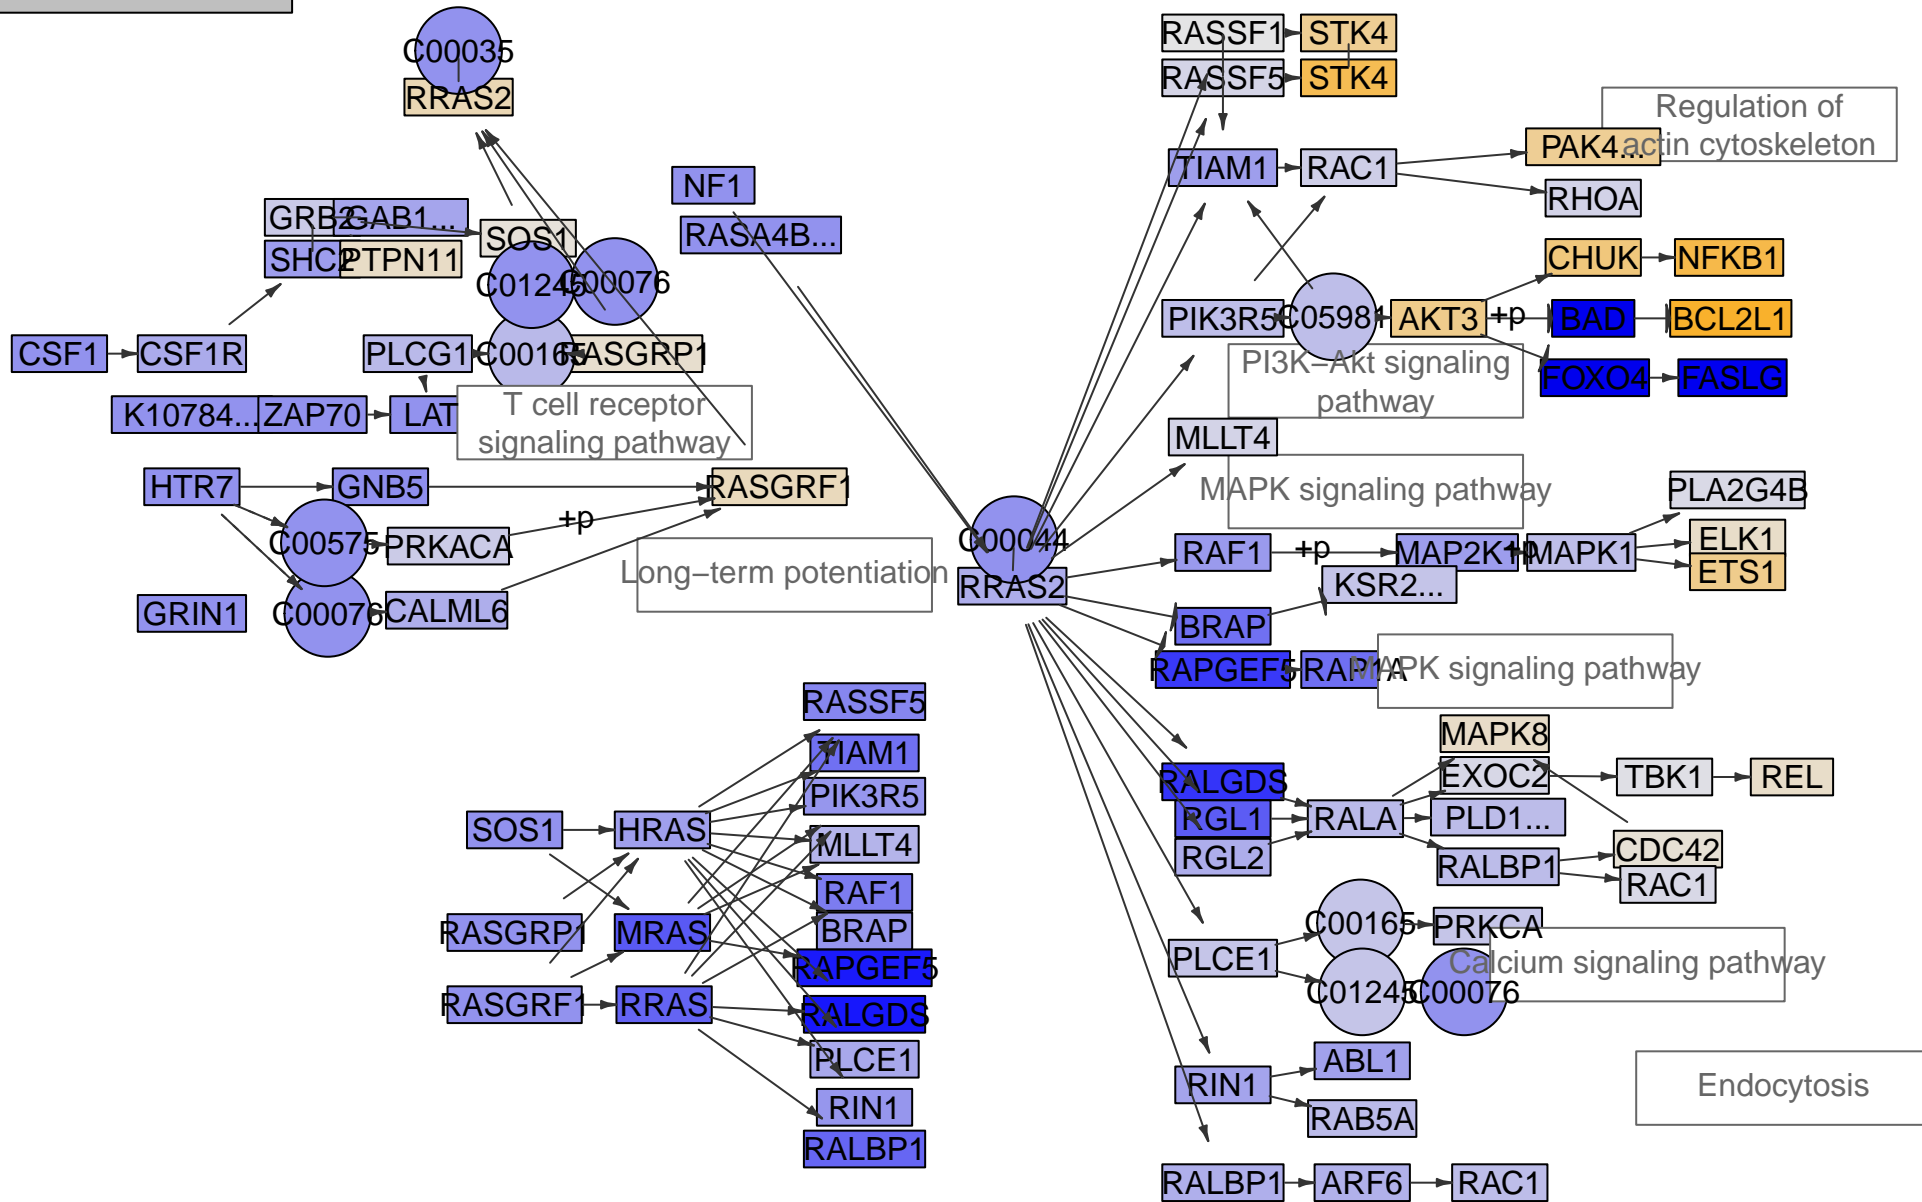 C00035
RRAS2
NF1
RASA4B...
GRB2
GAB1...
SHC2
PTPN11
SOS1
C01245
C00076
CSF1
CSF1R
PLCG1
C00165
RASGRP1
K10784...
ZAP70
LAT
T cell receptor
signaling pathway
HTR7
GNB5
RASGRF1
+p
C00575
PRKACA
GRIN1
C00076
CALML6
Long−term potentiation
C00044
RRAS2
RASSF1
STK4
RASSF5
STK4
Regulation of
actin cytoskeleton
PAK4...
TIAM1
RAC1
RHOA
CHUK
NFKB1
PIK3R5
C05981
AKT3
+p
BAD
BCL2L1
FOXO4
FASLG
PI3K−Akt signaling
pathway
MLLT4
MAPK signaling pathway
PLA2G4B
RAF1
+p
MAP2K1
+p
MAPK1
ELK1
ETS1
KSR2...
BRAP
RAPGEF5
RAP1A
MAPK signaling pathway
MAPK8
RALGDS
EXOC2
TBK1
REL
RGL1
RALA
PLD1...
RGL2
RALBP1
CDC42
RAC1
C00165
PRKCA
PLCE1
Calcium signaling pathway
C01245
C00076
ABL1
RIN1
RAB5A
Endocytosis
RALBP1
ARF6
RAC1
RASSF5
TIAM1
PIK3R5
SOS1
HRAS
MLLT4
RAF1
RASGRP1
MRAS
BRAP
RAPGEF5
RASGRF1
RRAS
RALGDS
PLCE1
RIN1
RALBP1